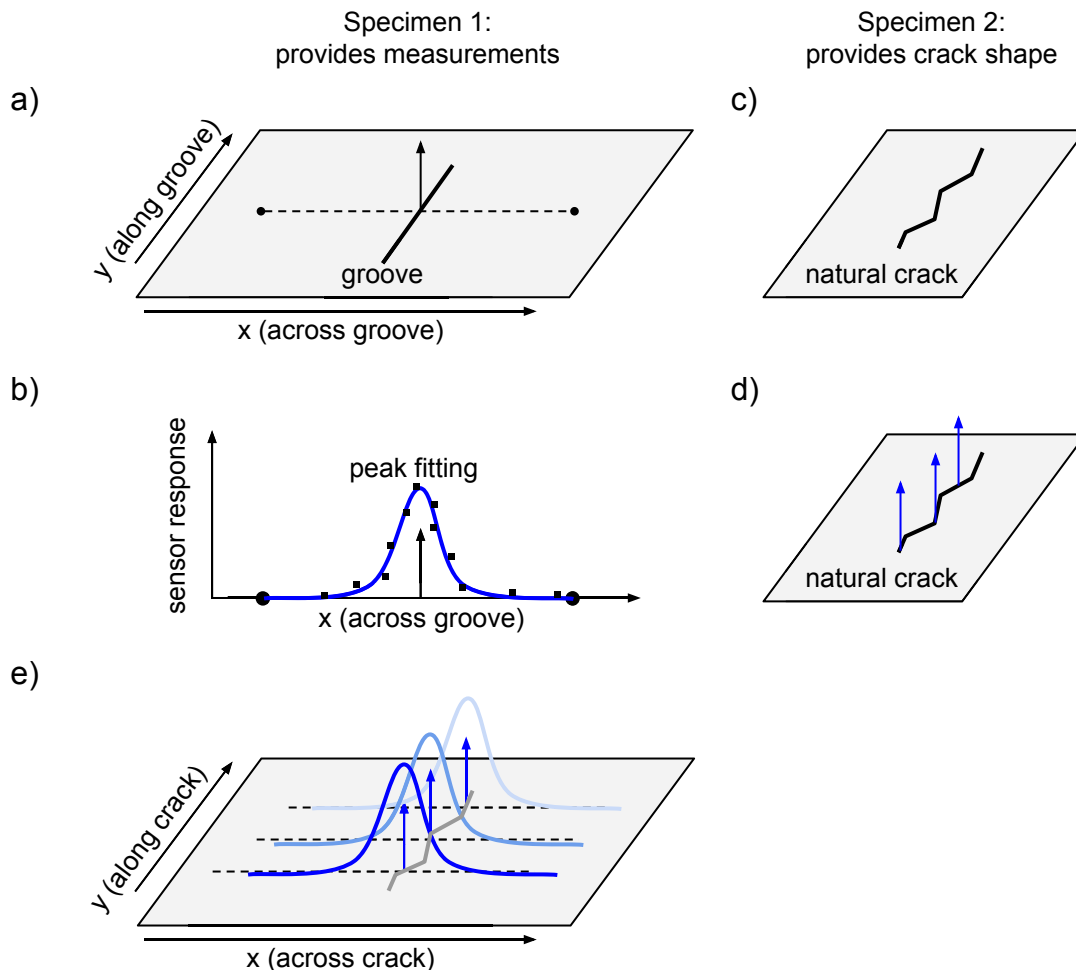 Specimen 1:
provides measurements
Specimen 2:
provides crack shape
a)
y (along groove)
groove
x (across groove)
c)
natural crack
b)
sensor response
peak fitting
x (across groove)
d)
natural crack
e)
y (along crack)
x (across crack)